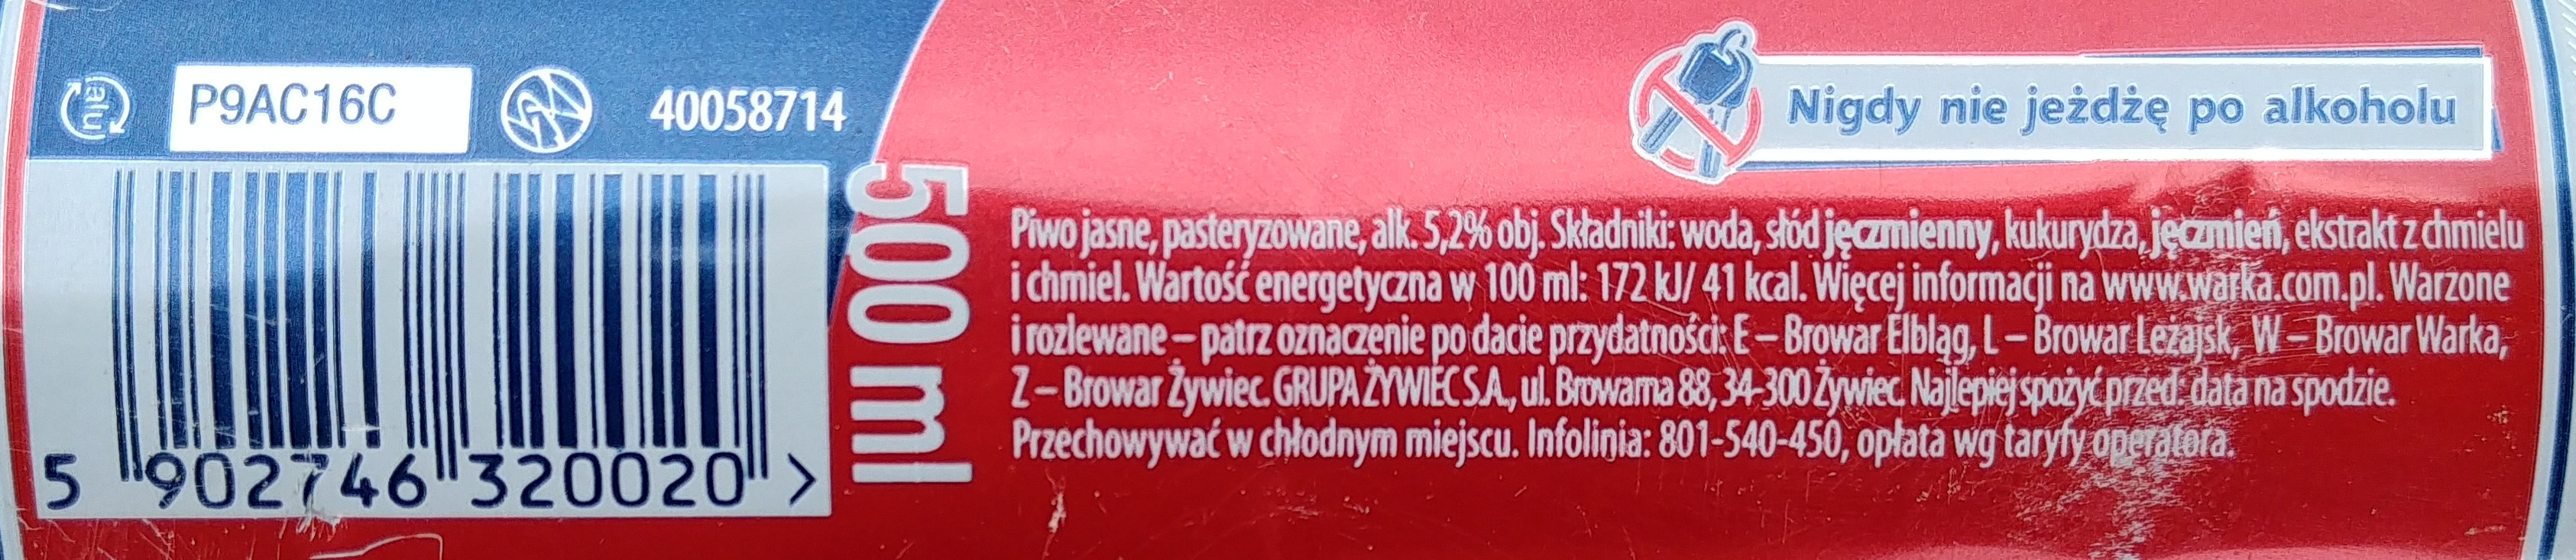 alu
P9AC16C
40058714
5 902746 320020 >
500 ml
Nigdy nie jeżdżę po alkoholu
Piwo jasne, pasteryzowane, alk. 5,2% obj. Składniki: woda, słód jęczmienny, kukurydza, jęczmień, ekstrakt z chmielu
i chmiel. Wartość energetyczna w 100 ml: 172 kJ/ 41 kcal. Więcej informacji na www.warka.com.pl. Warzone
i rozlewane – patrz oznaczenie po dacie przydatności: E – Browar Elbląg, L – Browar Leżajsk, W – Browar Warka,
Z – Browar Żywiec. GRUPA ŻYWIEC S.A., ul. Browarna 88, 34-300 Żywiec. Najlepiej spożyć przed: data na spodzie.
Przechowywać w chłodnym miejscu. Infolinia: 801-540-450, opłata wg taryfy operatora.